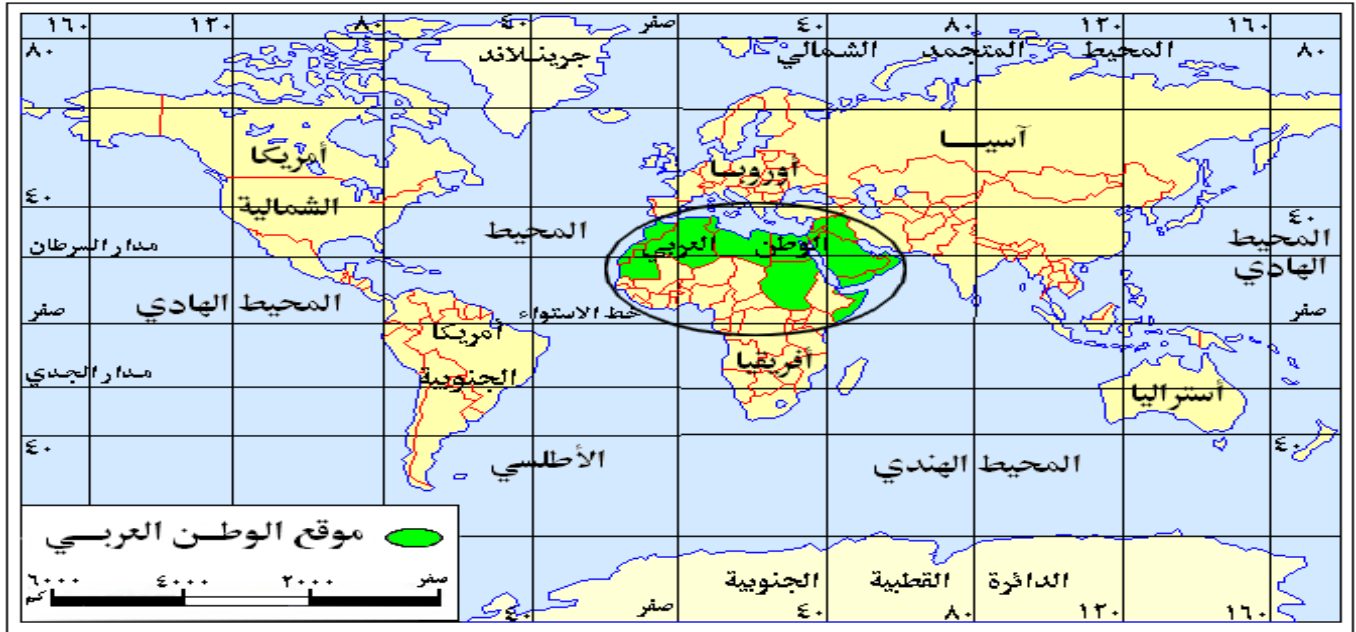 ١٦٠ ١٢٠ ٨٠ ٤٠ صفر ٤٠ ٨٠ ١٢٠ ١٦٠
٨٠ المحيط المتجمد الشمالي ٨٠
جرينلاند
آسيا
أمريكا
أوروبا
الشمالية
٤٠ ٤٠
المحيط
الوطن العربي
المحيط
الهادي
مدار السرطان
المحيط الهادي
خط الاستواء
صفر صفر
أمريكا
الجنوبية
أفريقيا
مدار الجدي
أستراليا
٤٠ ٤٠
الأطلسي
المحيط الهندي
موقع الوطن العربي
صفر ٢٠٠٠ ٤٠٠٠ ٦٠٠٠
كم
الدائرة القطبية الجنوبية
٤٠ صفر ٤٠ ٨٠ ١٢٠ ١٦٠